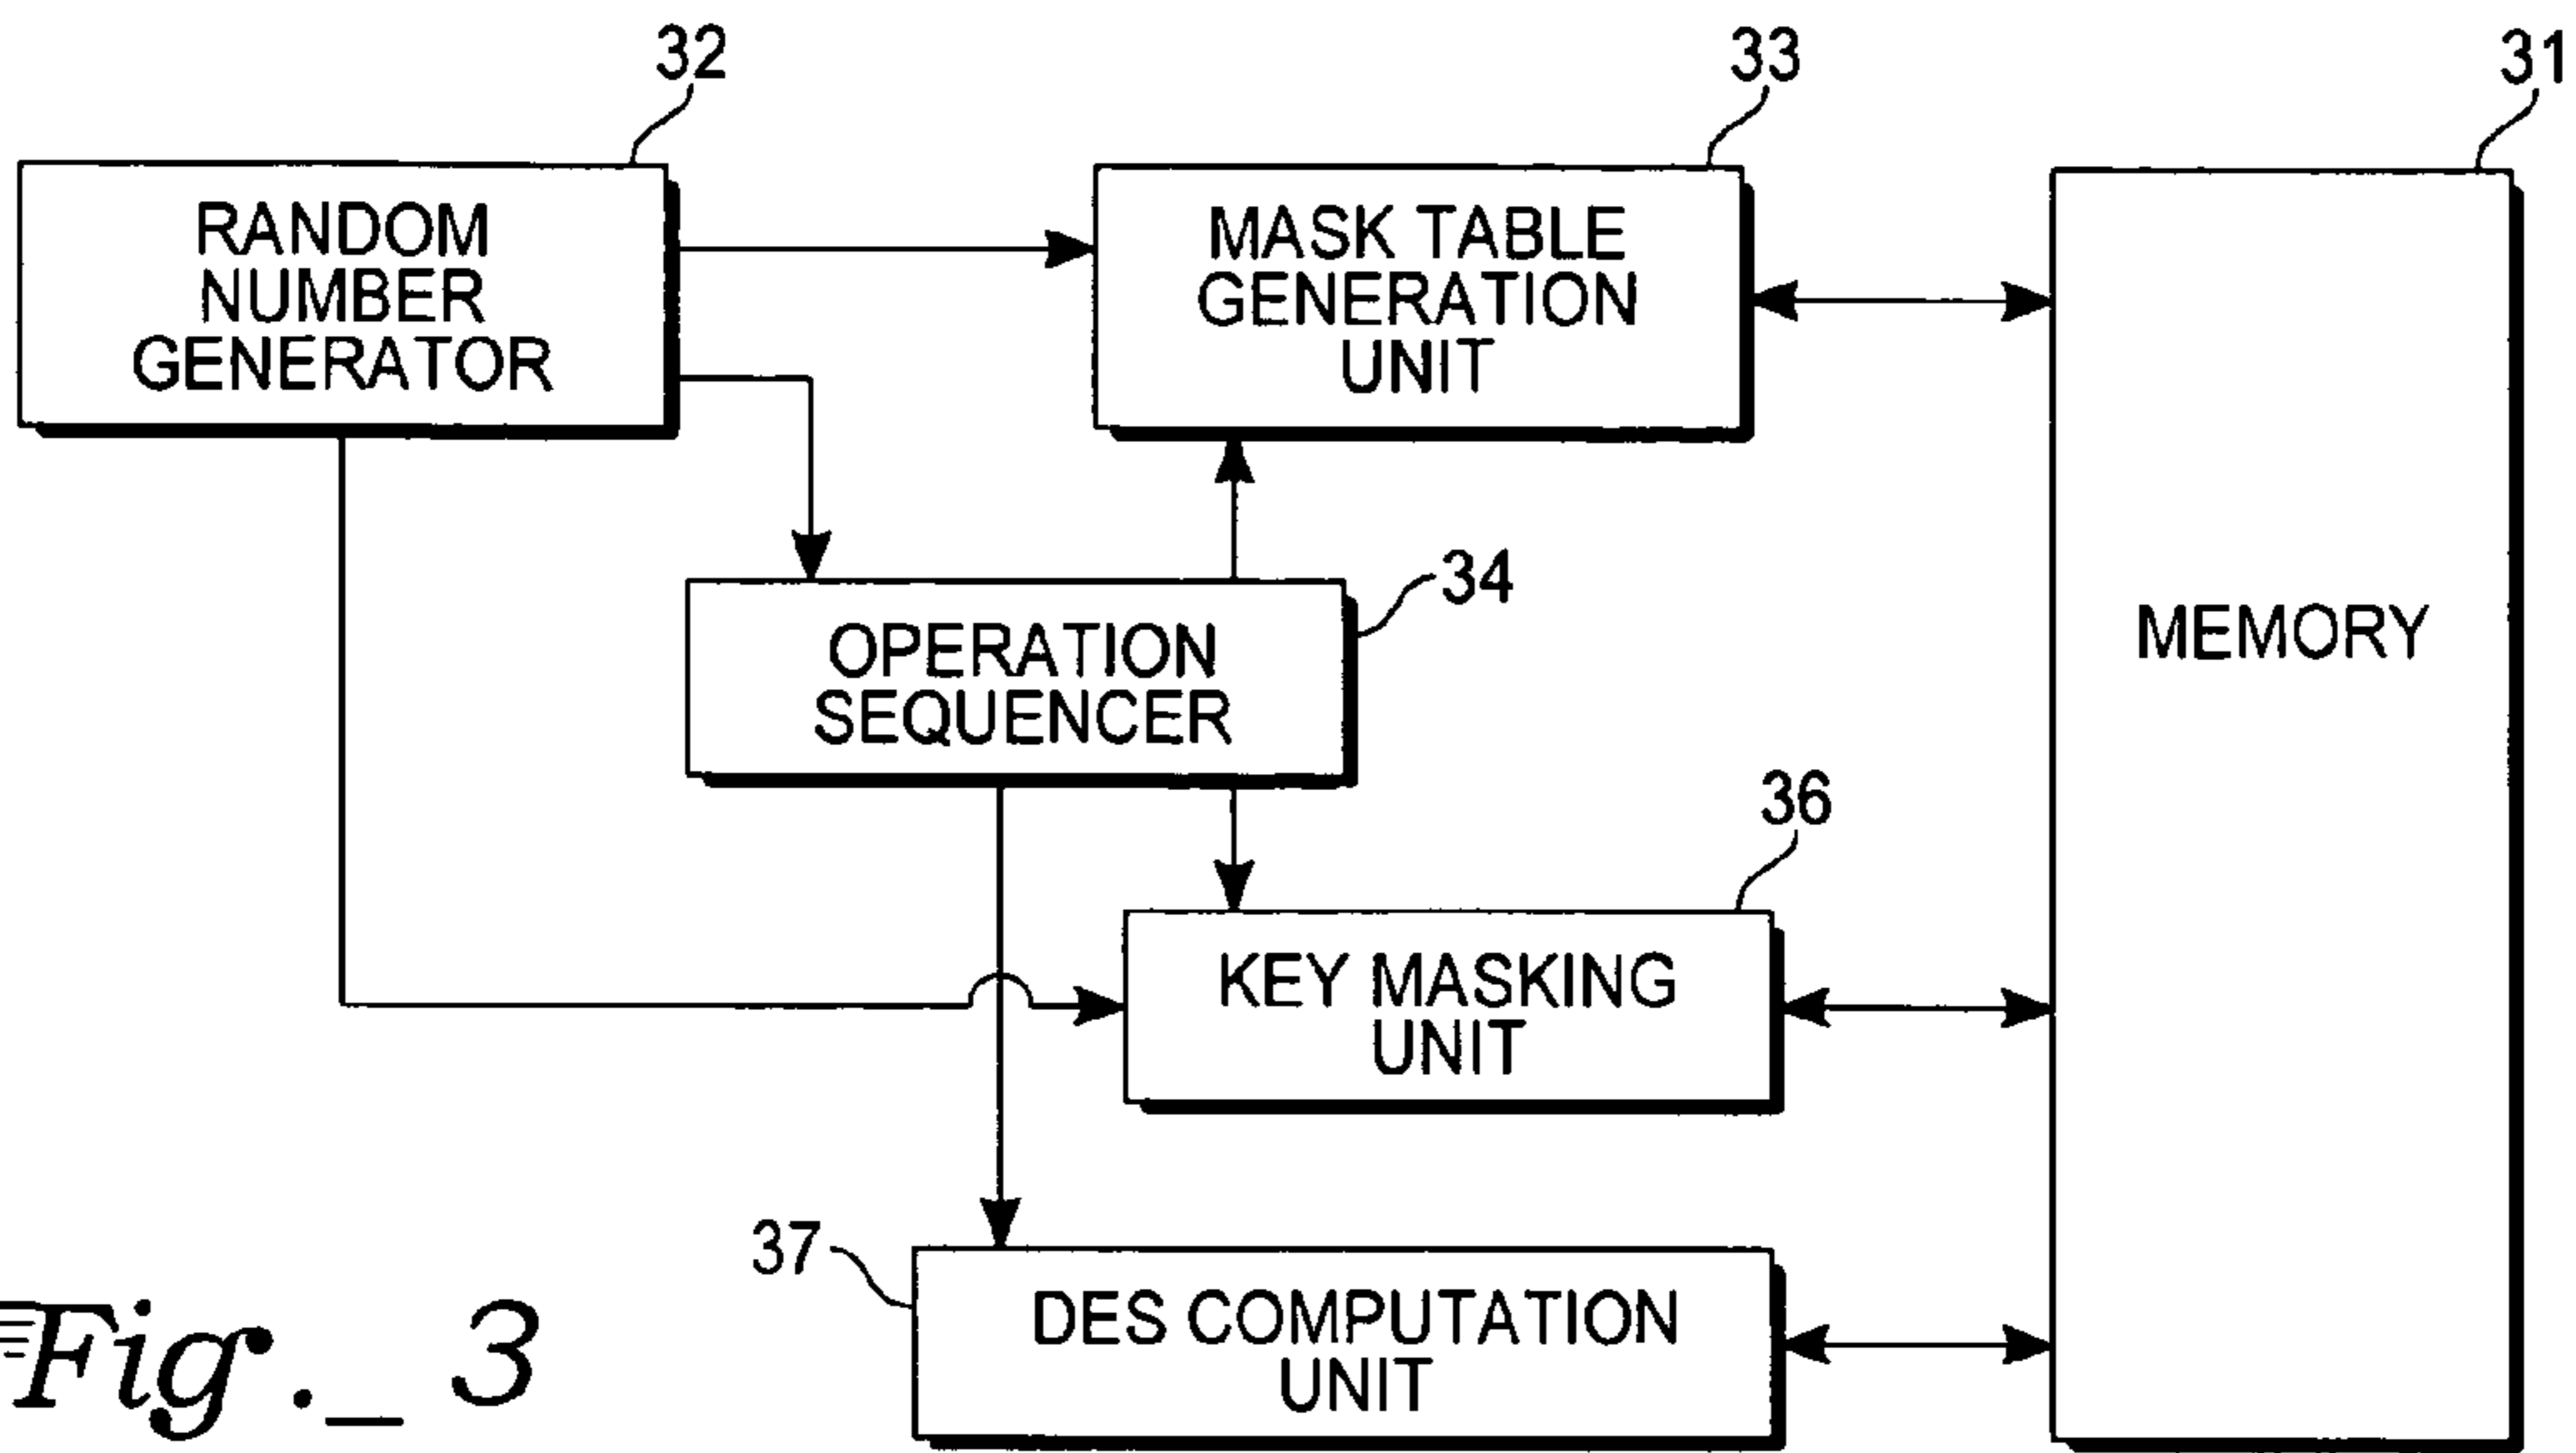 32
33
31
RANDOM
NUMBER
GENERATOR
MASK TABLE
GENERATION
UNIT
MEMORY
34
OPERATION
SEQUENCER
36
KEY MASKING
UNIT
37
DES COMPUTATION
UNIT
Fig._3